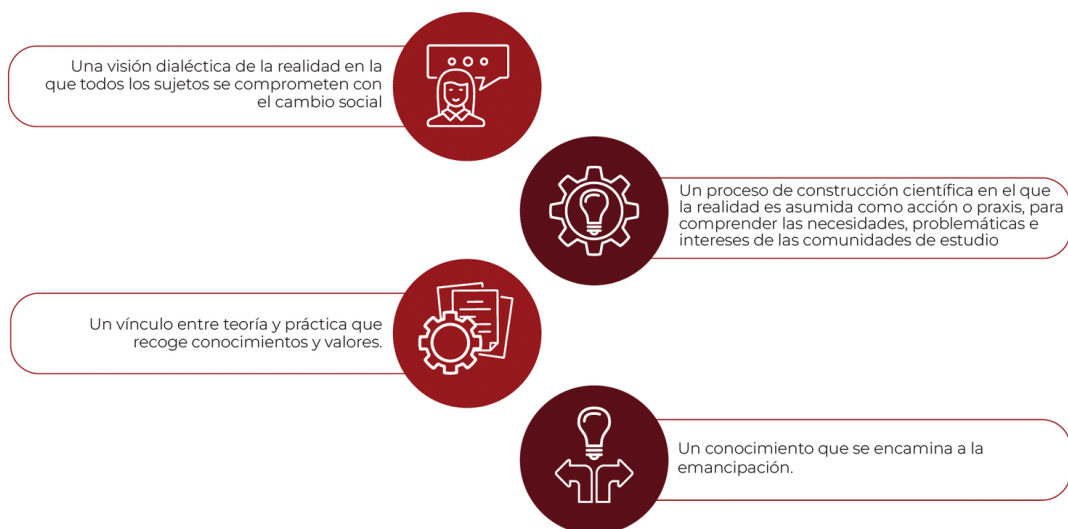 Una visión dialéctica de la realidad en la
que todos los sujetos se comprometen con
el cambio social
Un proceso de construcción científica en el que
la realidad es asumida como acción o praxis, para
comprender las necesidades, problemáticas e
intereses de las comunidades de estudio
Un vínculo entre teoría y práctica que
recoge conocimientos y valores.
Un conocimiento que se encamina a la
emancipación.